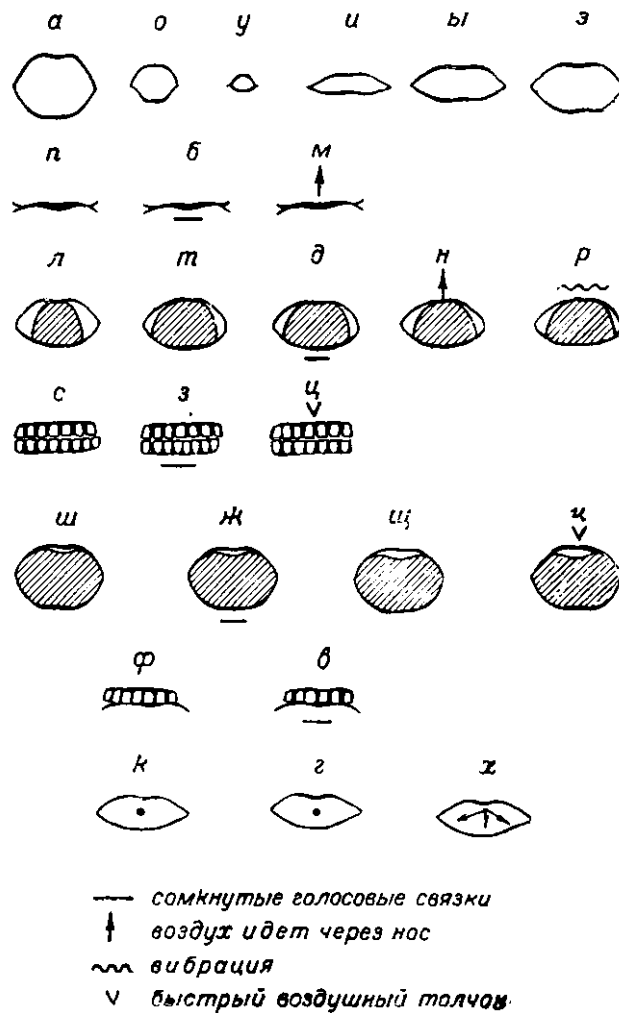 а о у и ы э
п б м
л т д н р
с з ц
ш ж щ ч
ф в
к г х
сомкнутые голосовые связки
воздух идет через нос
вибрация
быстрый воздушный толчок